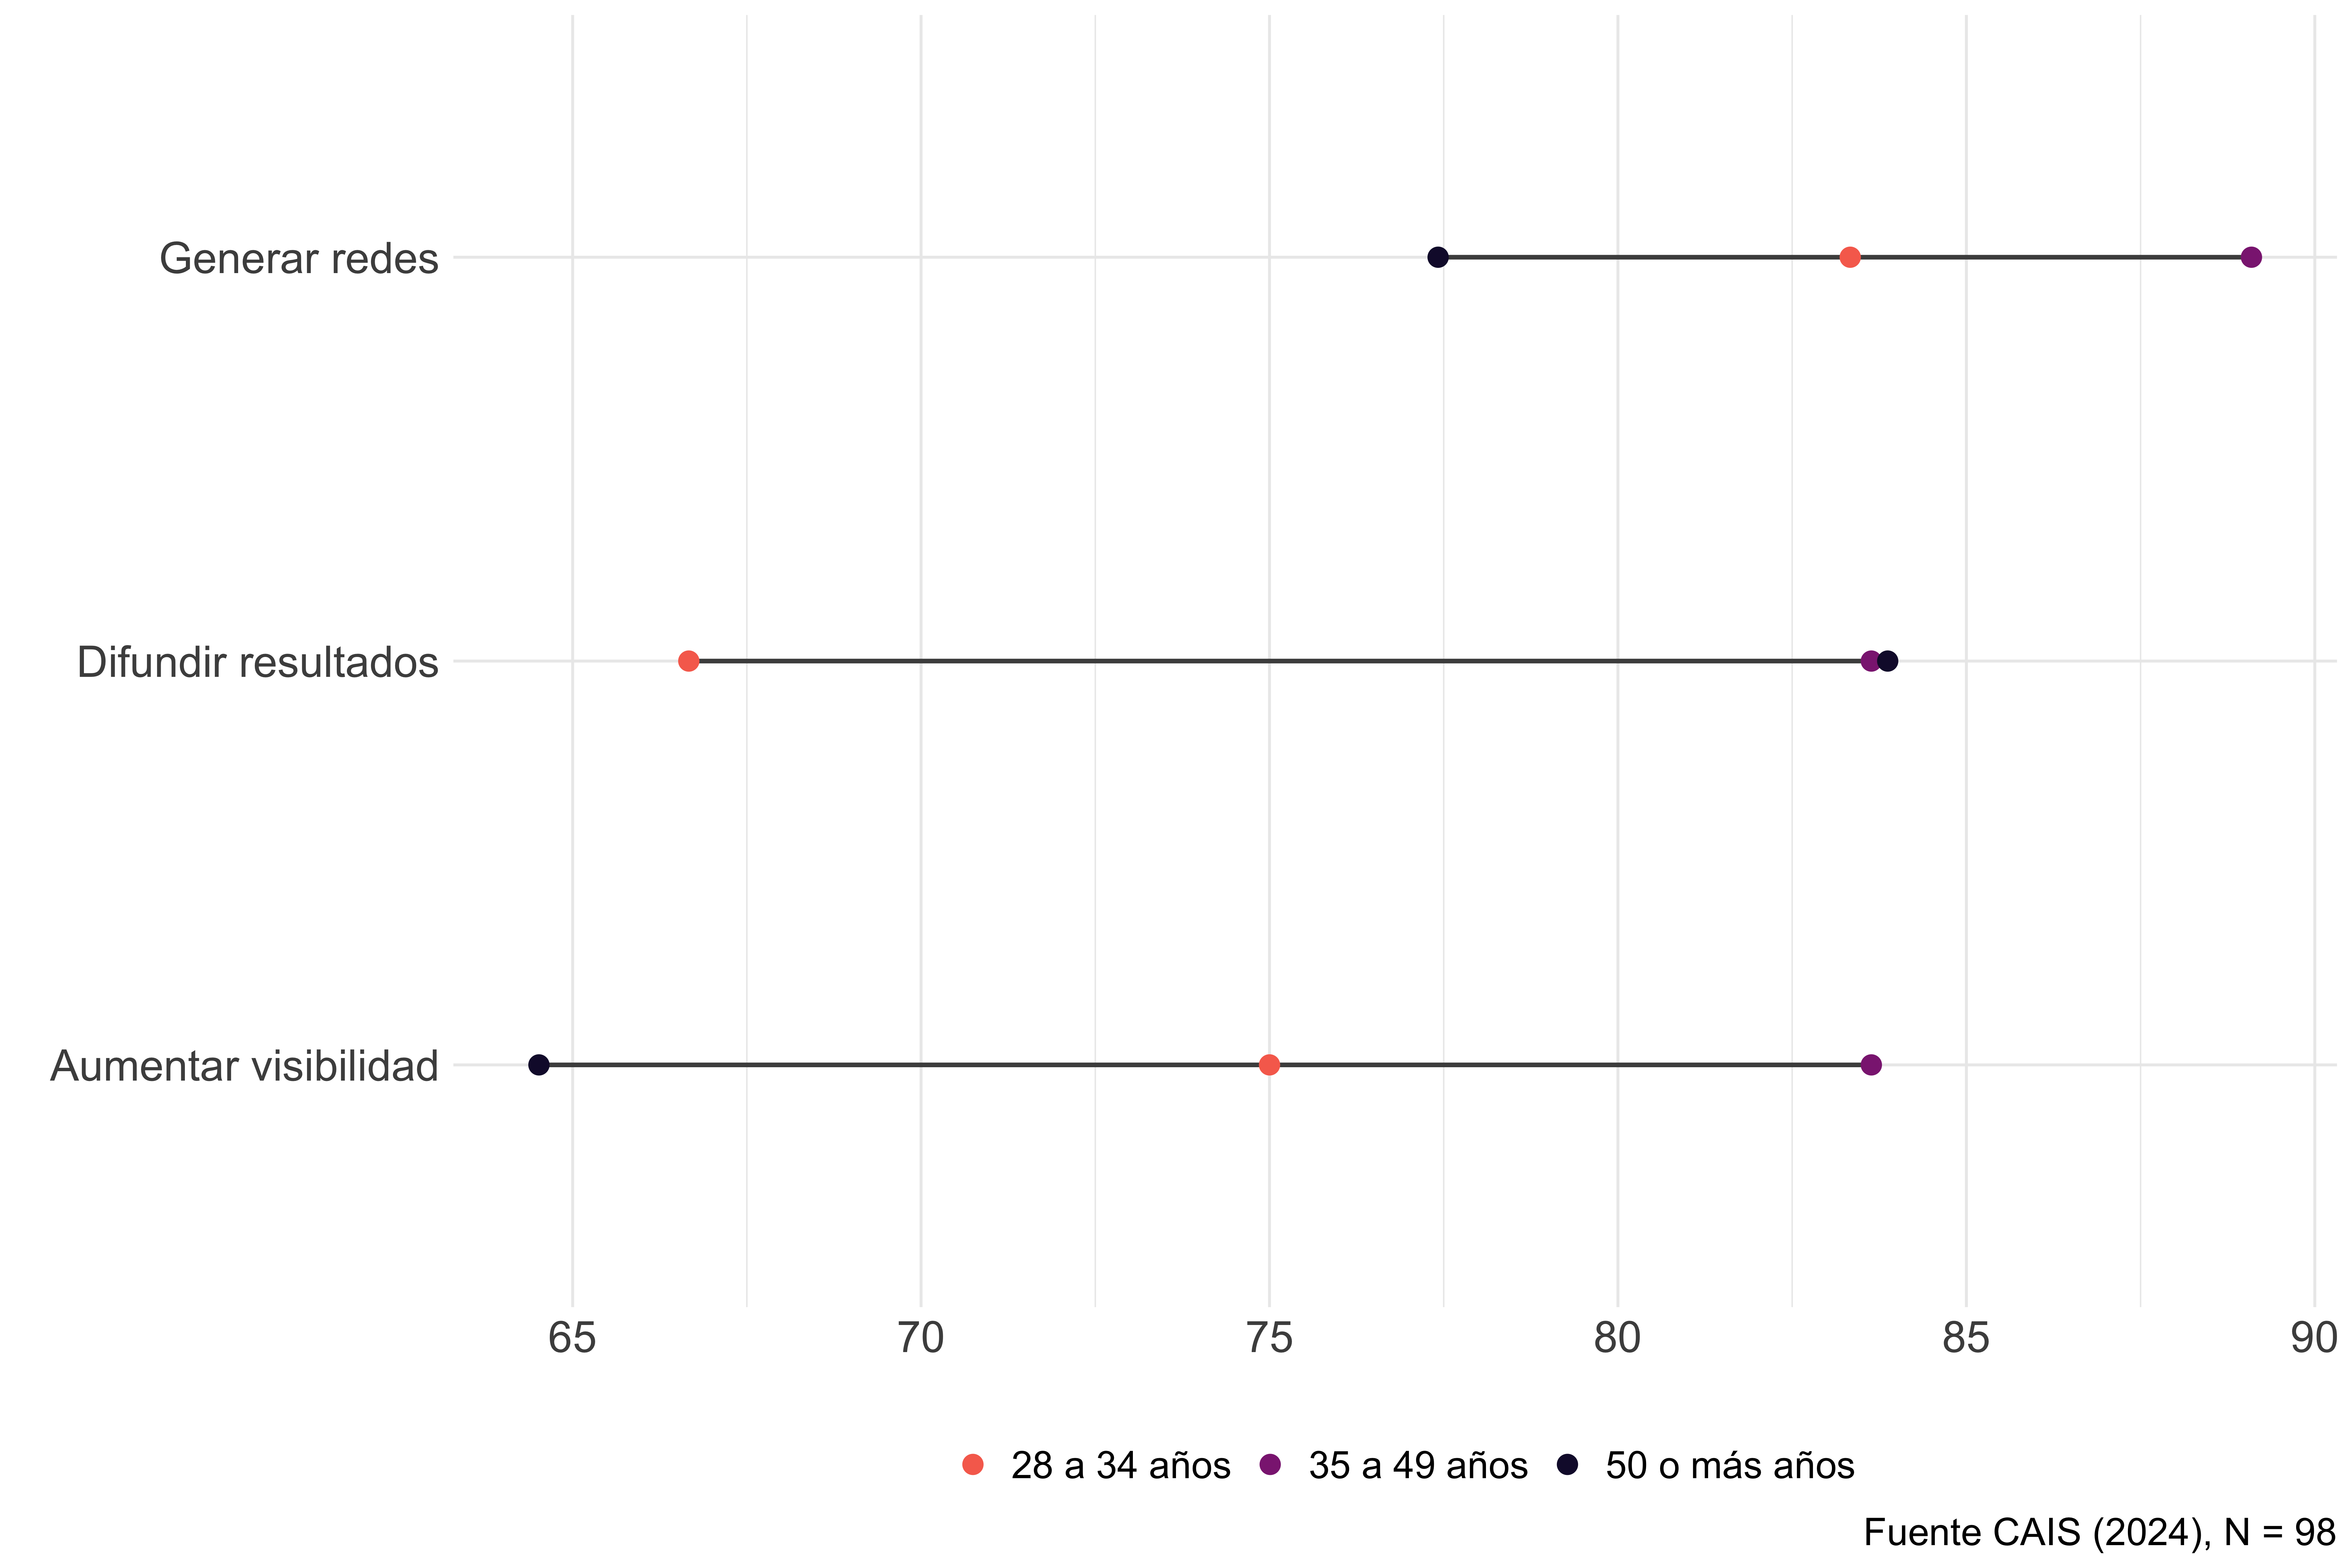 Generar redes
Difundir resultados
Aumentar visibilidad
65 70 75 80 85 90
28 a 34 años 35 a 49 años 50 o más años
Fuente CAIS (2024), N = 98